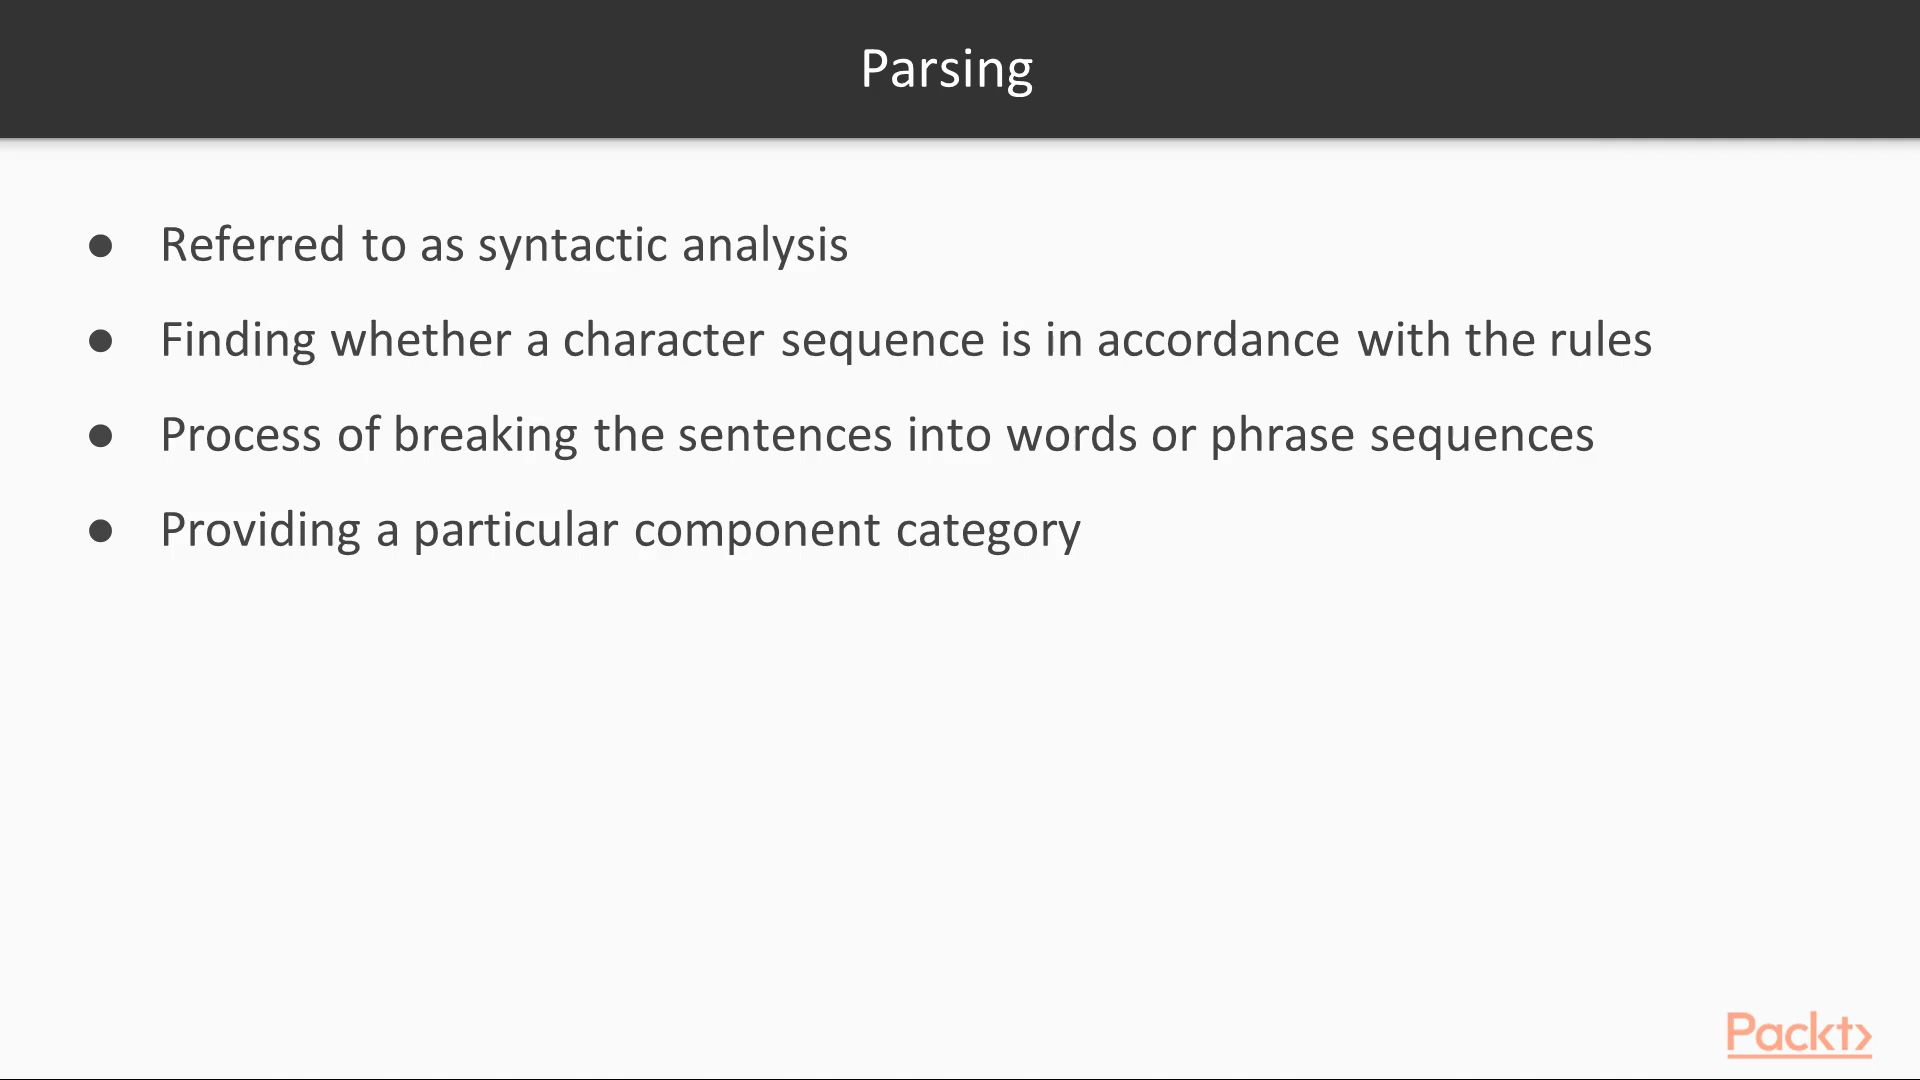 Parsing
● Referred to as syntactic analysis
● Finding whether a character sequence is in accordance with the rules
● Process of breaking the sentences into words or phrase sequences
● Providing a particular component category
Packt>